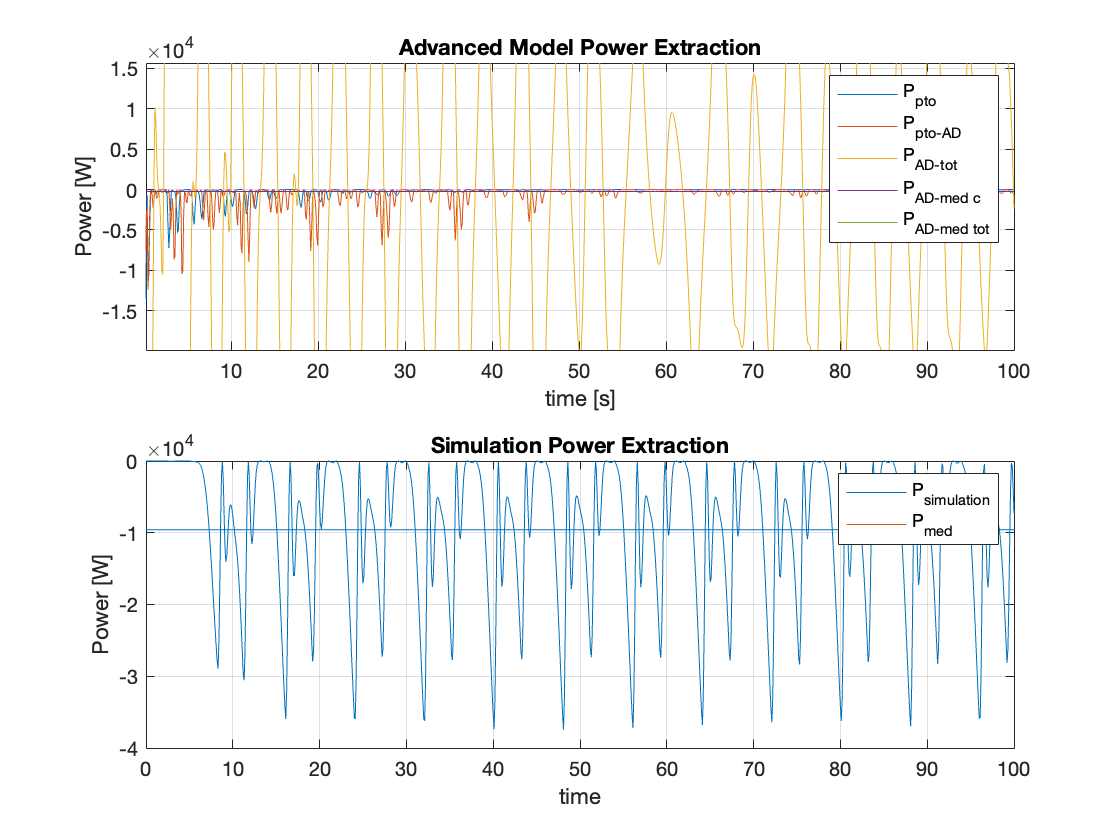 Advanced Model Power Extraction
×10^4
1.5
1
0.5
0
-0.5
-1
-1.5
Power [W]
10 20 30 40 50 60 70 80 90 100
time [s]
P_pto
P_pto-AD
P_AD-tot
P_AD-med c
P_AD-med tot
Simulation Power Extraction
×10^4
0
-1
-2
-3
-4
Power [W]
0 10 20 30 40 50 60 70 80 90 100
time
P_simulation
P_med